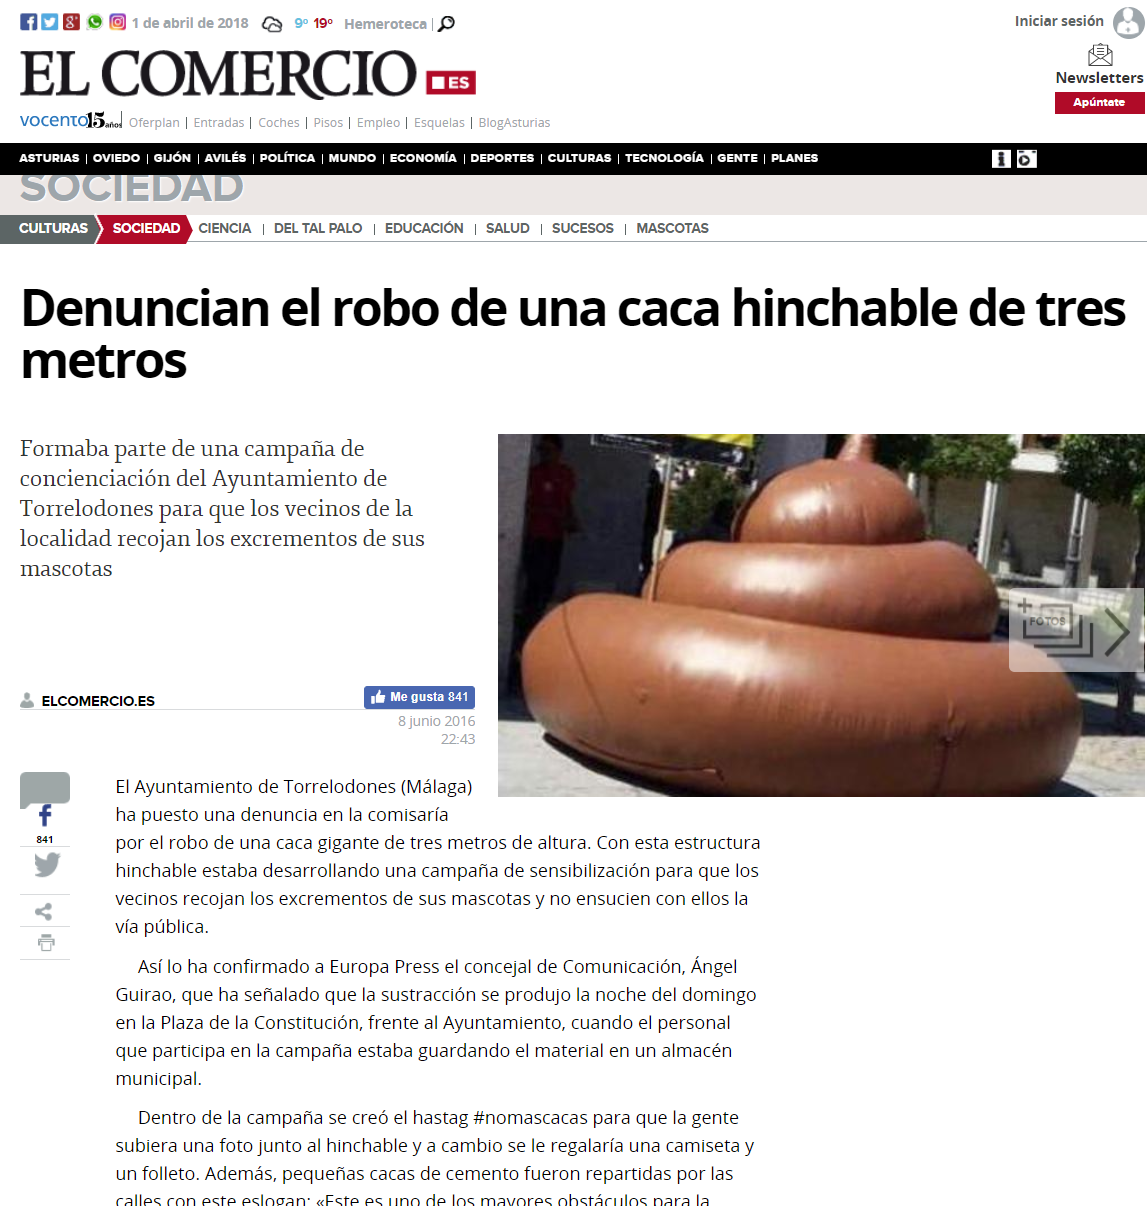 1 de abril de 2018 9º 19º Hemeroteca
Iniciar sesión
EL COMERCIO ES
Newsletters
Apúntate
vocento 15 años Oferplan Entradas Coches Pisos Empleo Esquelas BlogAsturias
ASTURIAS OVIEDO GIJÓN AVILÉS POLÍTICA MUNDO ECONOMÍA DEPORTES CULTURAS TECNOLOGÍA GENTE PLANES
SOCIEDAD
CULTURAS SOCIEDAD CIENCIA DEL TAL PALO EDUCACIÓN SALUD SUCESOS MASCOTAS
Denuncian el robo de una caca hinchable de tres
metros
Formaba parte de una campaña de
concienciación del Ayuntamiento de
Torrelodones para que los vecinos de la
localidad recojan los excrementos de sus
mascotas
FOTOS
ELCOMERCIO.ES
Me gusta 841
8 junio 2016
22:43
841
El Ayuntamiento de Torrelodones (Málaga)
ha puesto una denuncia en la comisaría
por el robo de una caca gigante de tres metros de altura. Con esta estructura
hinchable estaba desarrollando una campaña de sensibilización para que los
vecinos recojan los excrementos de sus mascotas y no ensucien con ellos la
vía pública.
Así lo ha confirmado a Europa Press el concejal de Comunicación, Ángel
Guirao, que ha señalado que la sustracción se produjo la noche del domingo
en la Plaza de la Constitución, frente al Ayuntamiento, cuando el personal
que participa en la campaña estaba guardando el material en un almacén
municipal.
Dentro de la campaña se creó el hastag #nomascacas para que la gente
subiera una foto junto al hinchable y a cambio se le regalaría una camiseta y
un folleto. Además, pequeñas cacas de cemento fueron repartidas por las
calles con este eslogan: «Este es uno de los mayores obstáculos para la